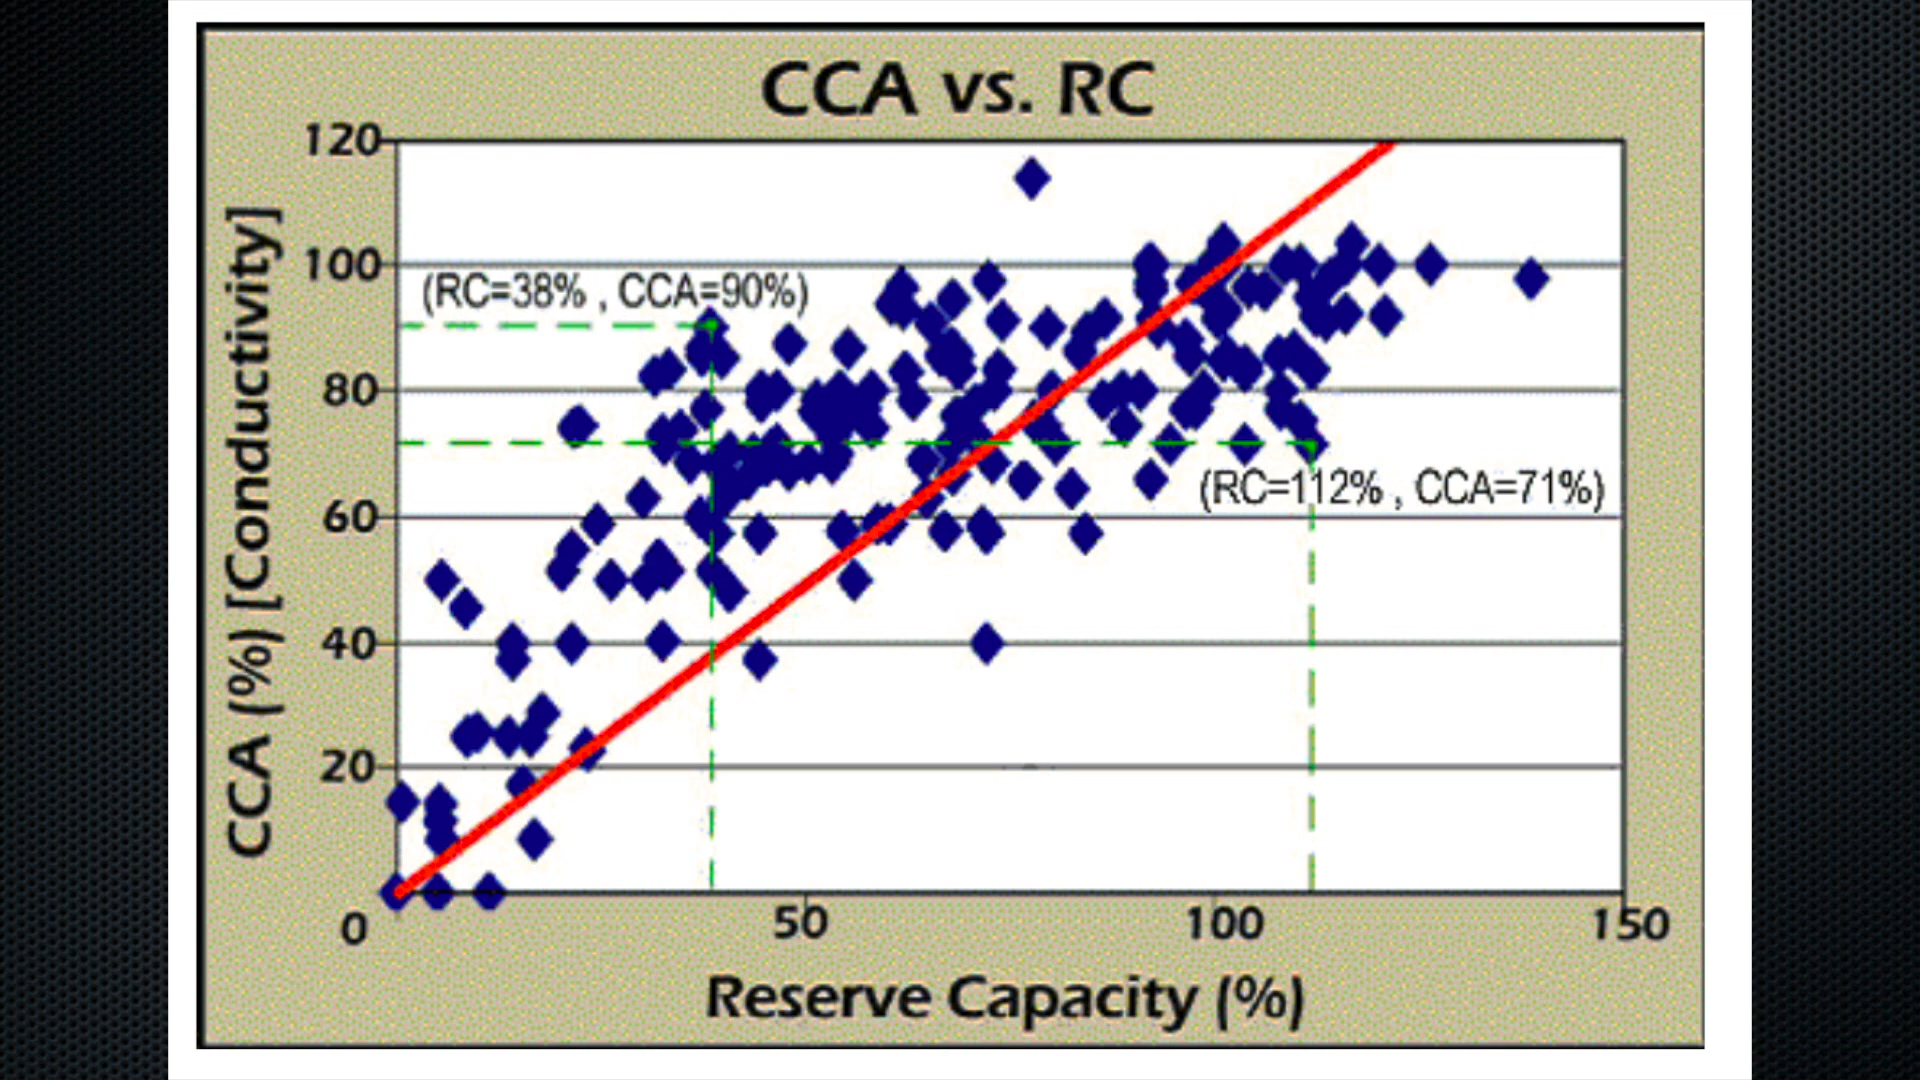 CCA vs. RC
120
100
80
60
40
20
0
50
100
150
(RC=38% , CCA=90%)
(RC=112% , CCA=71%)
CCA (%) [Conductivity]
Reserve Capacity (%)